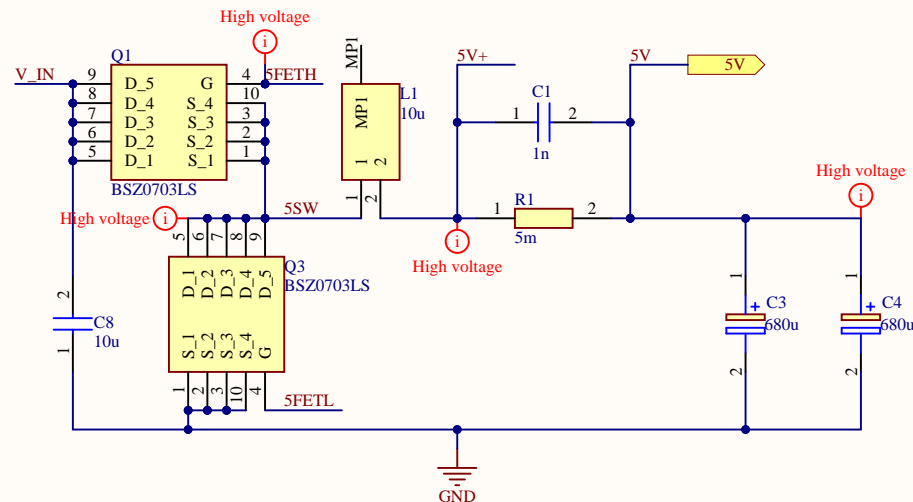 High voltage
Q1
MP1
5V+
5V
5V
V_IN
9
D_5
G
4
5FETH
8
D_4
S_4
10
7
D_3
S_3
3
6
D_2
S_2
2
5
D_1
S_1
1
BSZ0703LS
MP1
1
2
L1
10u
1
2
C1
1
2
1n
High voltage
High voltage
5SW
1
R1
2
5m
High voltage
5
6
7
8
9
Q3
BSZ0703LS
D_1
D_2
D_3
D_4
D_5
S_1
S_2
S_3
S_4
G
1
2
3
10
4
5FETL
2
C8
10u
1
1
C3
680u
2
1
C4
680u
2
+
+
i
i
i
i
GND